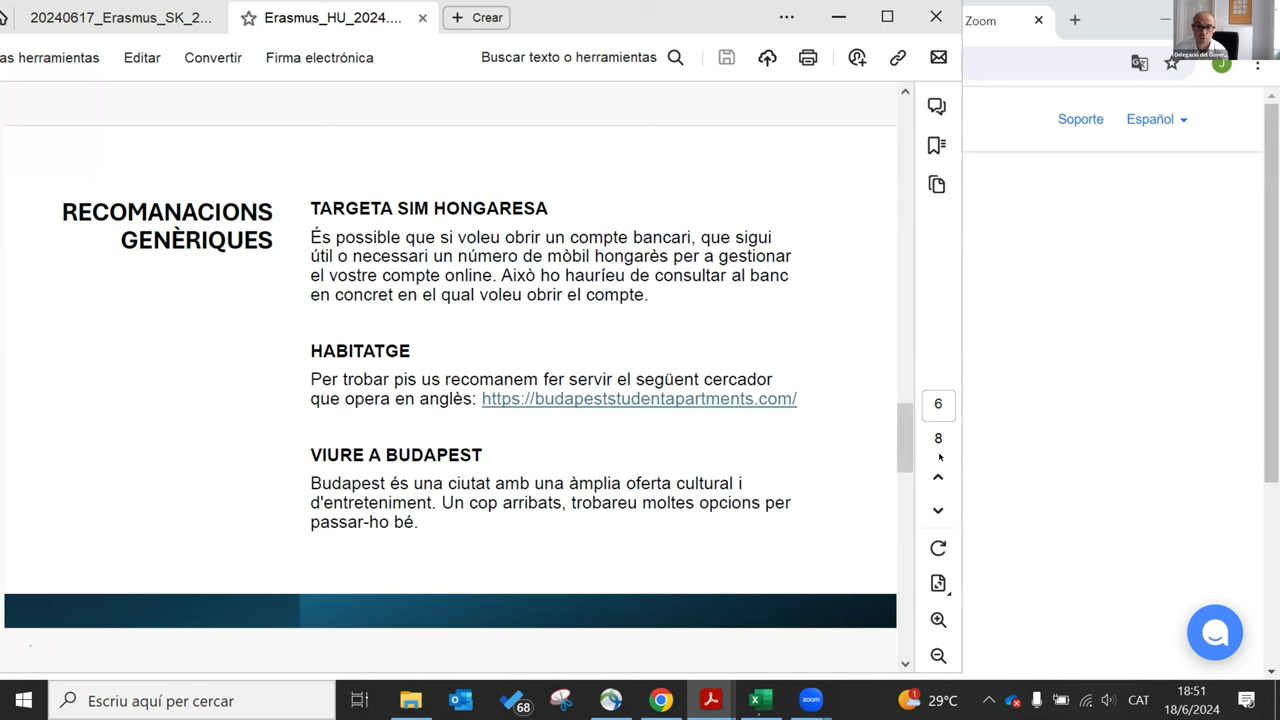 20240617_Erasmus_SK_2...
Erasmus_HU_2024....
Crear
Zoom
as herramientas
Editar
Convertir
Firma electrónica
Buscar texto o herramientas
J
Soporte
Español
RECOMANACIONS
GENÈRIQUES
TARGETA SIM HONGARESA
És possible que si voleu obrir un compte bancari, que sigui
útil o necessari un número de mòbil hongarès per a gestionar
el vostre compte online. Això ho hauríeu de consultar al banc
en concret en el qual voleu obrir el compte.
HABITATGE
Per trobar pis us recomanem fer servir el següent cercador
que opera en anglès: https://budapeststudentapartments.com/
VIURE A BUDAPEST
Budapest és una ciutat amb una àmplia oferta cultural i
d'entreteniment. Un cop arribats, trobareu moltes opcions per
passar-ho bé.
6
8
Escriu aquí per cercar
68
zoom
1
29°C
CAT
18:51
18/6/2024